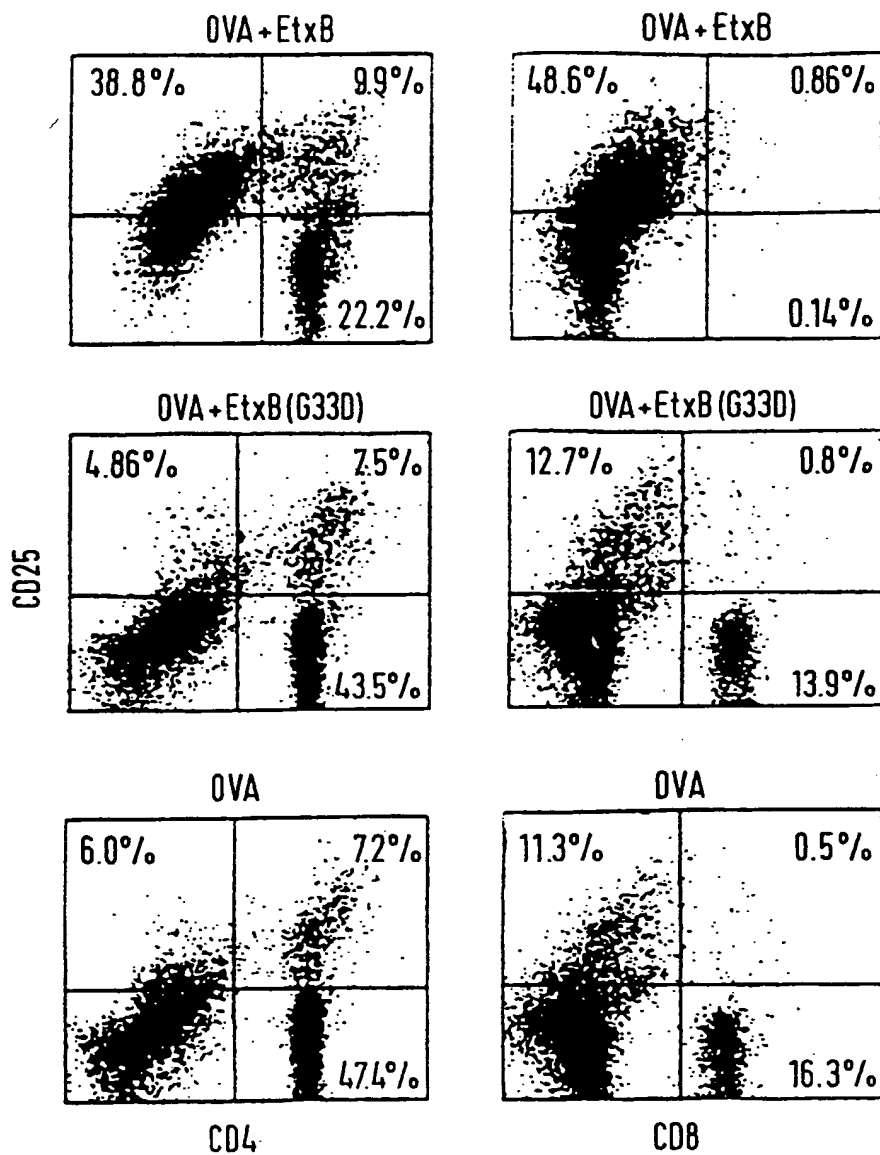 OVA+EtxB
38.8%
9.9%
22.2%
OVA+EtxB
48.6%
0.86%
0.14%
OVA+EtxB(G33D)
4.86%
7.5%
43.5%
OVA+EtxB(G33D)
12.7%
0.8%
13.9%
CD25
OVA
6.0%
7.2%
47.4%
CD4
OVA
11.3%
0.5%
16.3%
CD8